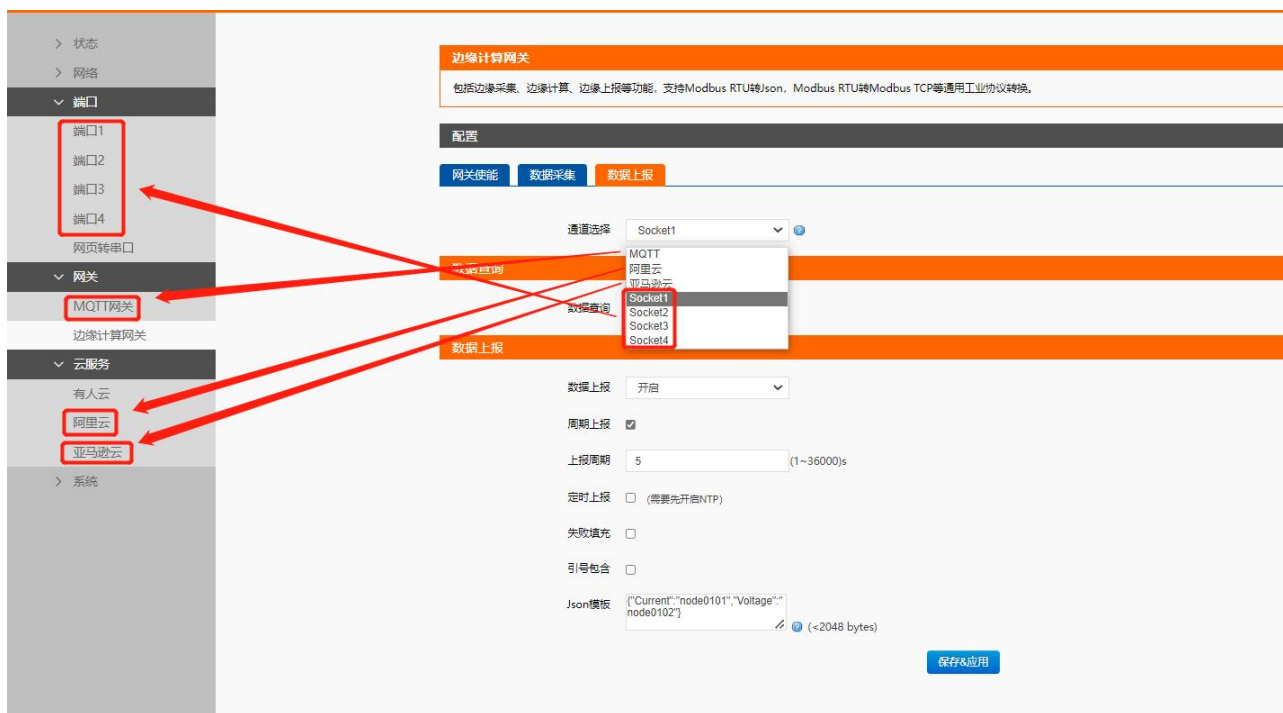 状态
网络
端口
端口1
端口2
端口3
端口4
网页转串口
网关
MQTT网关
边缘计算网关
云服务
有人云
阿里云
亚马逊云
系统
边缘计算网关
包括边缘采集、边缘计算、边缘上报等功能，支持Modbus RTU转Json，Modbus RTU转Modbus TCP等通用工业协议转换。
配置
网关使能 数据采集 数据上报
通道选择 Socket1
MQTT
阿里云
亚马逊云
Socket1
Socket2
Socket3
Socket4
数据查询
数据查询
数据上报
数据上报 开启
周期上报
上报周期 5 (1~36000)s
定时上报 (需要先开启NTP)
失败填充
引号包含
Json模板 {"Current":"node0101","Voltage":"
node0102"}
(<2048 bytes)
保存&应用